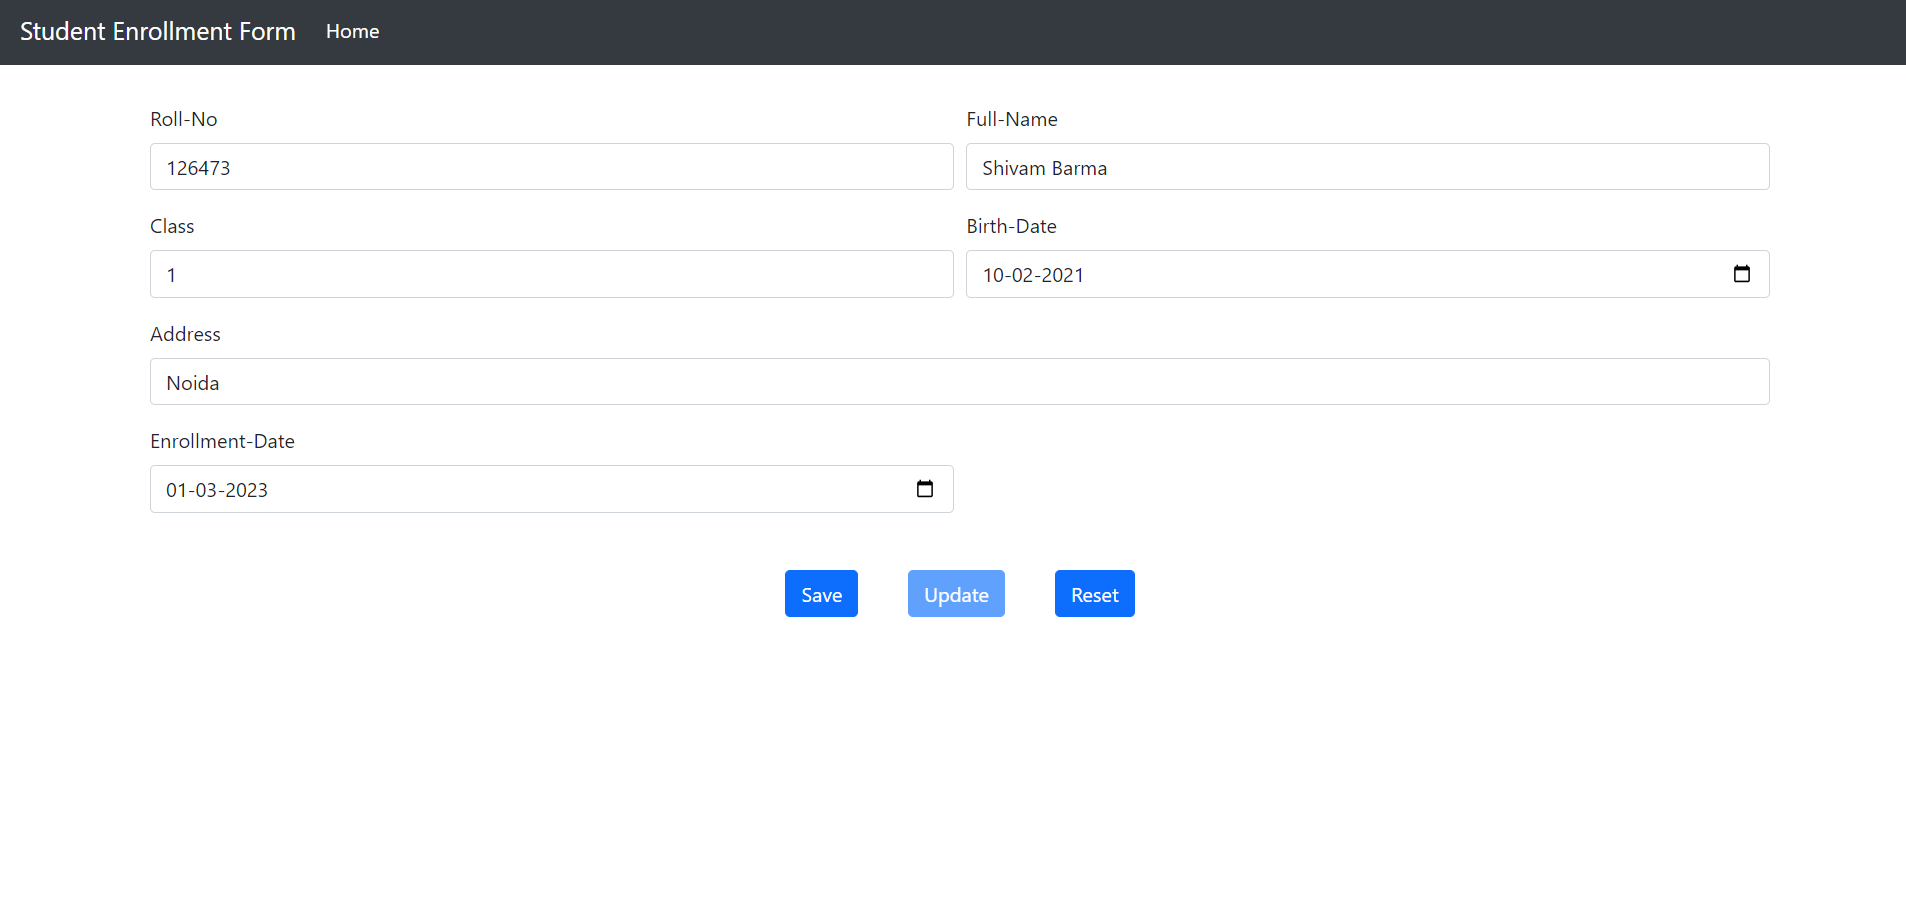 Student Enrollment Form Home
Roll-No Full-Name
126473 Shivam Barma
Class Birth-Date
1 10-02-2021
Address
Noida
Enrollment-Date
01-03-2023
Save Update Reset